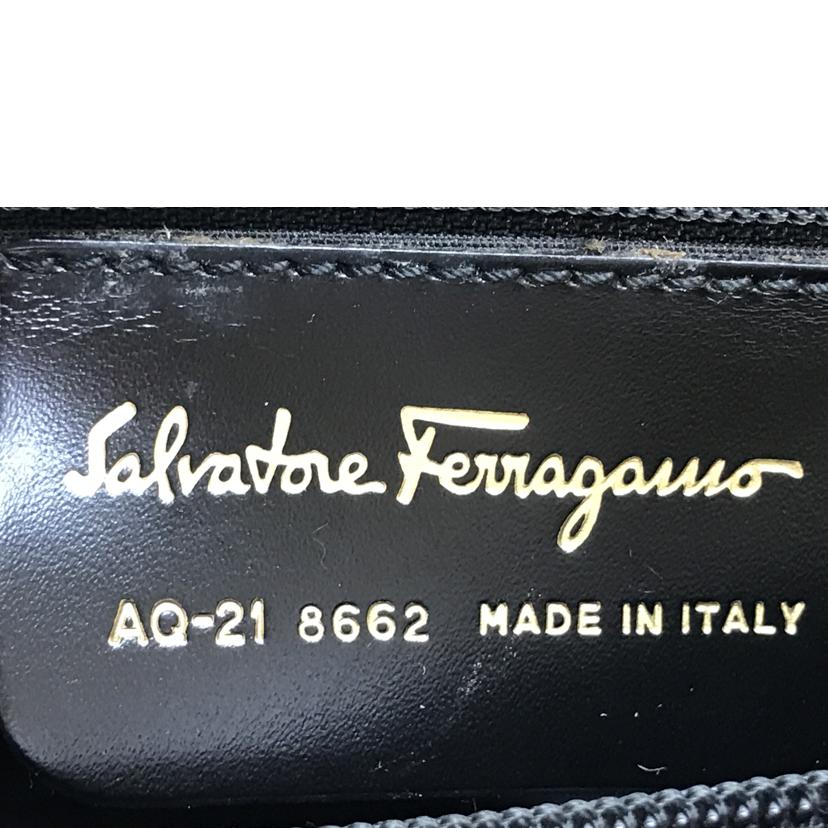 Salvatore Ferragamo
AQ-21 8662 MADE IN ITALY